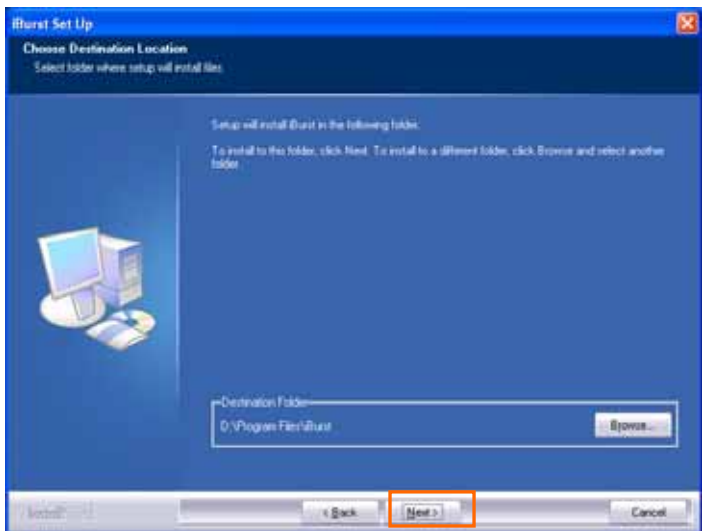 iBurst Set Up
Choose Destination Location
Select folder where setup will install files.
Setup will install iBurst in the following folder.
To install to this folder, click Next. To install to a different folder, click Browse and select another
folder.
Destination Folder
D:\Program Files\iBurst
Browse...
< Back
Next >
Cancel